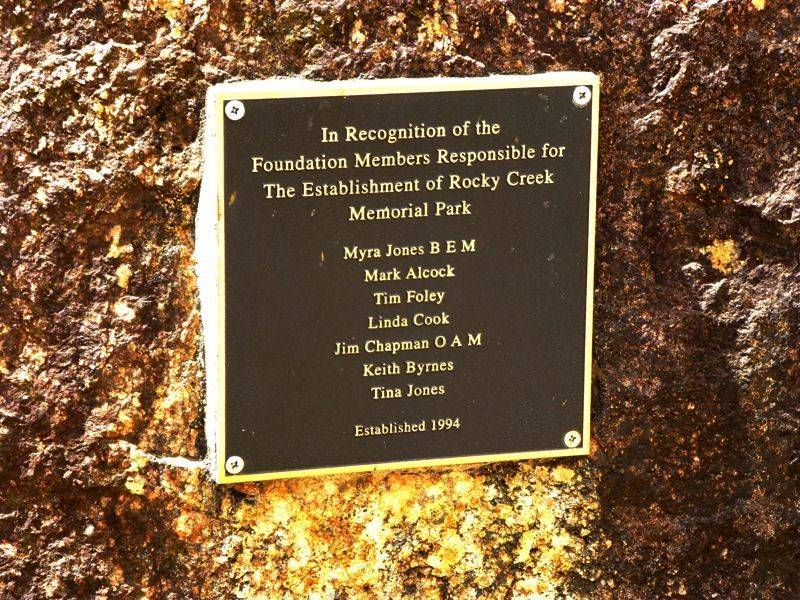 In Recognition of the
Foundation Members Responsible for
The Establishment of Rocky Creek
Memorial Park
Myra Jones B E M
Mark Alcock
Tim Foley
Linda Cook
Jim Chapman O A M
Keith Byrnes
Tina Jones
Established 1994